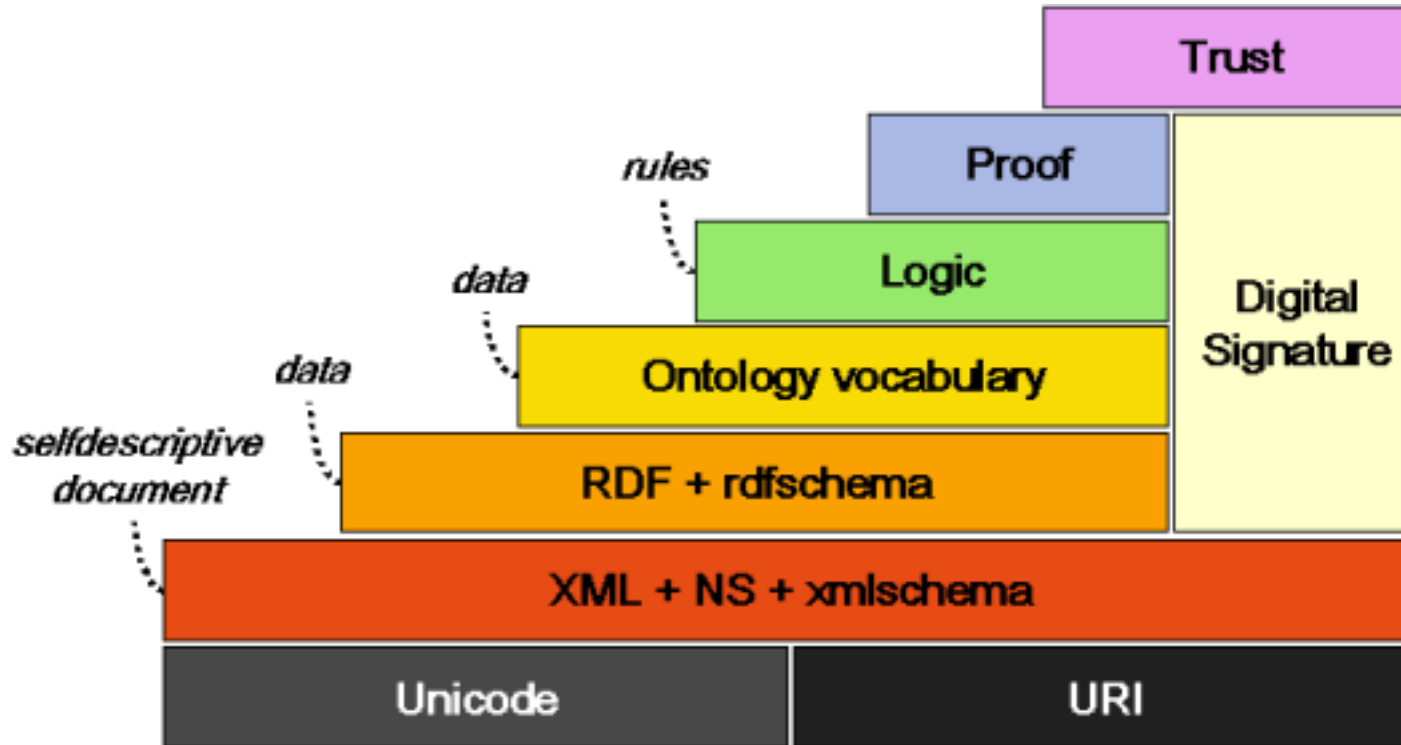 Trust
Proof
rules
Logic
data
Digital
Signature
Ontology vocabulary
data
RDF + rdfschema
selfdescriptive
document
XML + NS + xmlschema
Unicode
URI